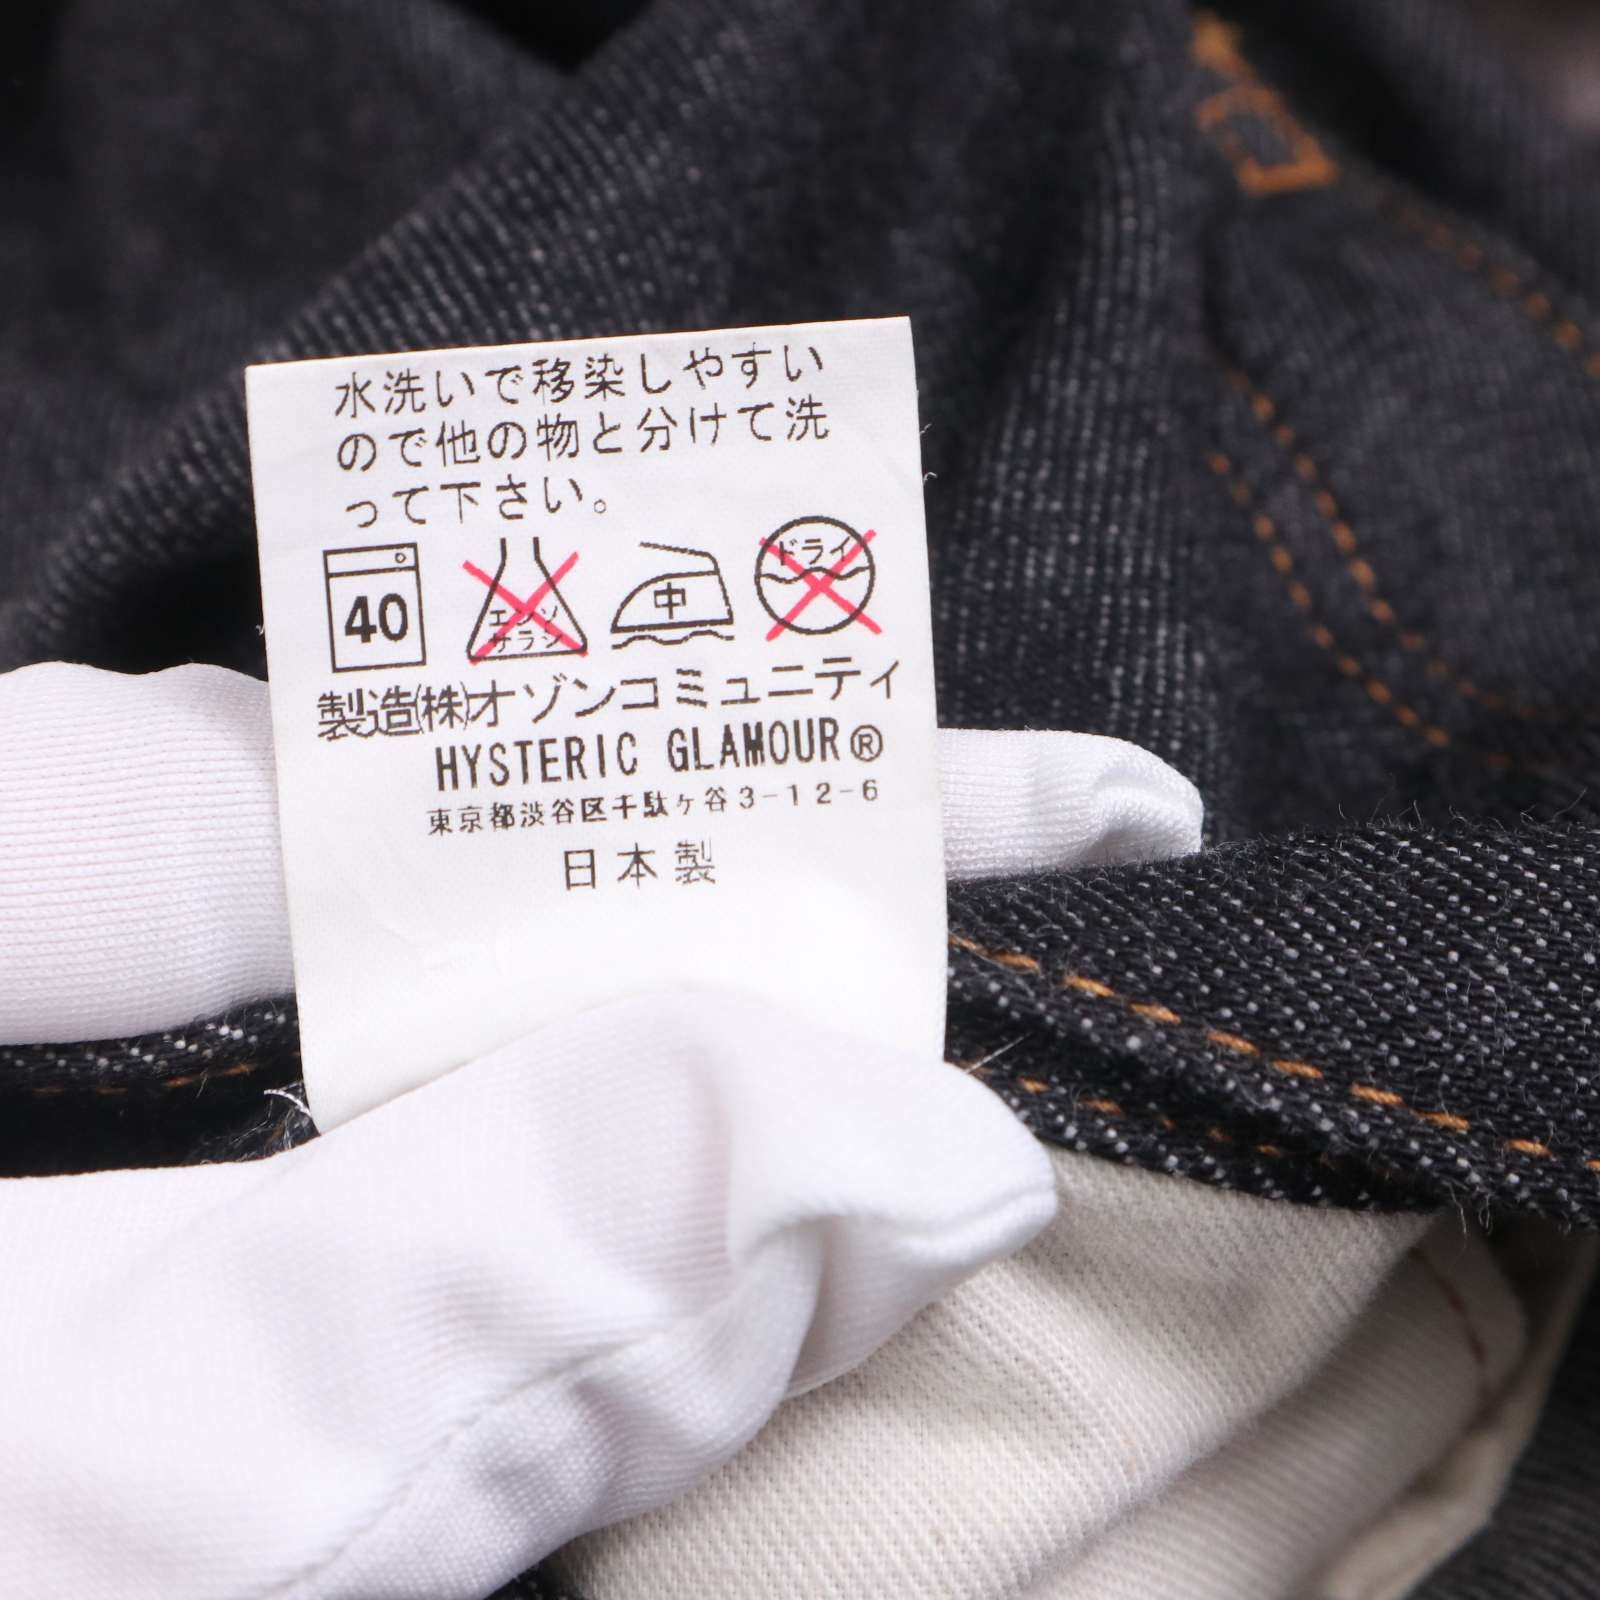 水洗いで移染しやすい
ので他の物と分けて洗
って下さい。
40
エンソ
サラシ
中
ドライ
製造(株)オゾンコミュニティ
HYSTERIC GLAMOUR®
東京都渋谷区千駄ヶ谷3-12-6
日本製